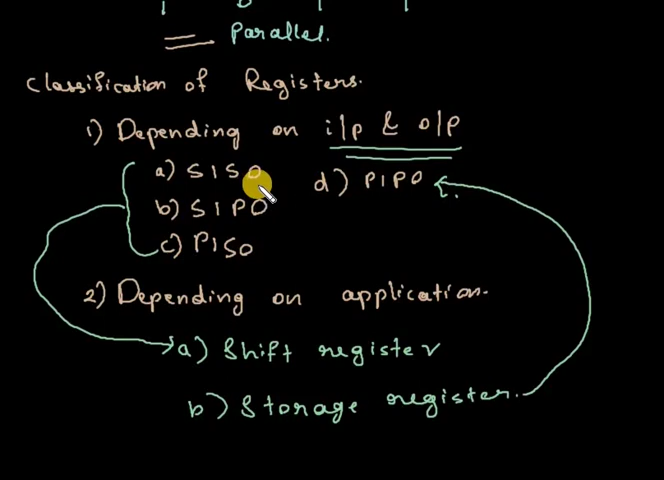 Parallel.
Classification of Registers.
1) Depending on i/p & o/p
a) SISO
d) PIPO
b) SIPO
c) PISO
2) Depending on application.
a) Shift register
b) Storage register.